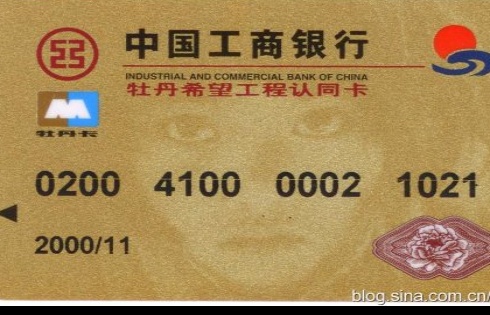 中国工商银行
INDUSTRIAL AND COMMERCIAL BANK OF CHINA
牡丹希望工程认同卡
牡丹卡
0200 4100 0002 1021
2000/11
blog.sina.com.cn/